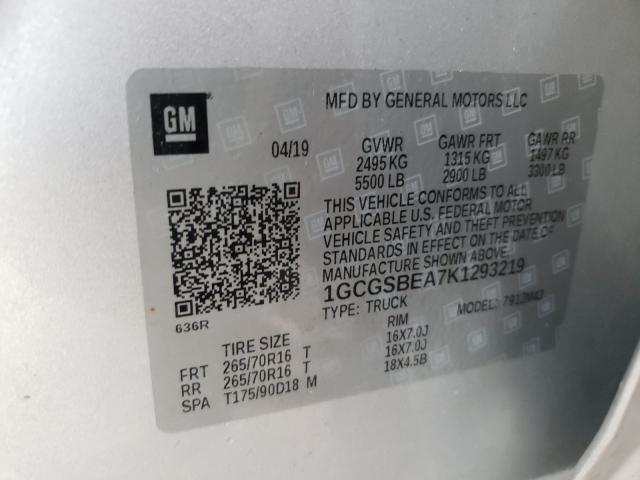 GM
MFD BY GENERAL MOTORS LLC
04/19 GVWR GAWR FRT GAWR RR
2495 KG 1315 KG 1497 KG
5500 LB 2900 LB 3300 LB
THIS VEHICLE CONFORMS TO ALL
APPLICABLE U.S. FEDERAL MOTOR
VEHICLE SAFETY AND THEFT PREVENTION
STANDARDS IN EFFECT ON THE DATE OF
MANUFACTURE SHOWN ABOVE.
1GCGSBEA7K1293219
TYPE: TRUCK MODEL:
636R
TIRE SIZE RIM
FRT 265/70R16 T 16X7.0J
RR 265/70R16 T 16X7.0J
SPA T175/90D18 M 18X4.5B